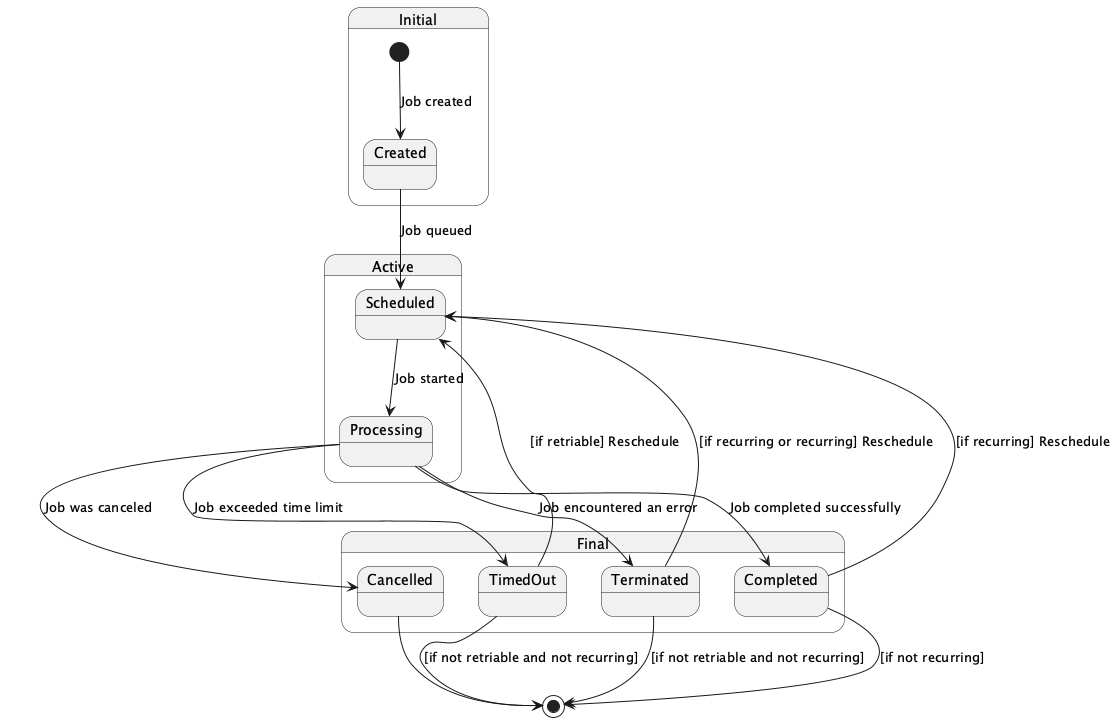 Initial
Job created
Created
Job queued
Active
Scheduled
Job started
Processing
[if retriable] Reschedule
[if recurring or recurring] Reschedule
[if recurring] Reschedule
Job was canceled
Job exceeded time limit
Job encountered an error
Job completed successfully
Final
Cancelled
TimedOut
Terminated
Completed
[if not retriable and not recurring]
[if not retriable and not recurring]
[if not recurring]